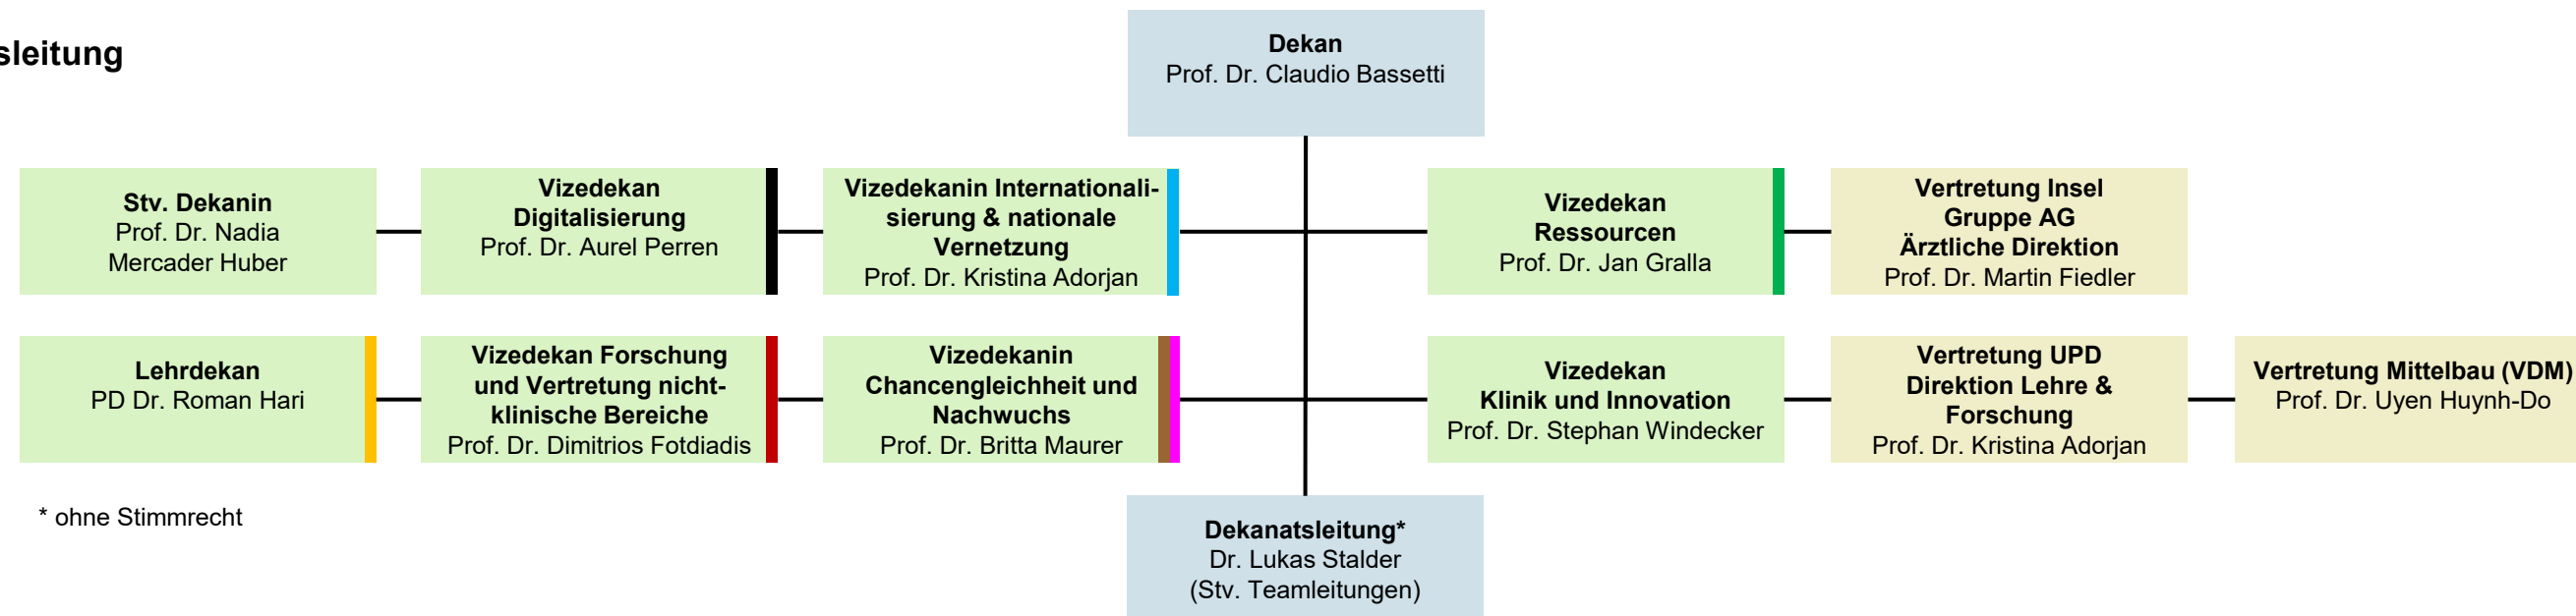 sleitung
Dekan
Prof. Dr. Claudio Bassetti
Stv. Dekanin
Prof. Dr. Nadia
Mercader Huber
Vizedekan
Digitalisierung
Prof. Dr. Aurel Perren
Vizedekanin Internationali-
sierung & nationale
Vernetzung
Prof. Dr. Kristina Adorjan
Vizedekan
Ressourcen
Prof. Dr. Jan Gralla
Vertretung Insel
Gruppe AG
Ärztliche Direktion
Prof. Dr. Martin Fiedler
Lehrdekan
PD Dr. Roman Hari
Vizedekan Forschung
und Vertretung nicht-
klinische Bereiche
Prof. Dr. Dimitrios Fotdiadis
Vizedekanin
Chancengleichheit und
Nachwuchs
Prof. Dr. Britta Maurer
Vizedekan
Klinik und Innovation
Prof. Dr. Stephan Windecker
Vertretung UPD
Direktion Lehre &
Forschung
Prof. Dr. Kristina Adorjan
Vertretung Mittelbau (VDM)
Prof. Dr. Uyen Huynh-Do
* ohne Stimmrecht
Dekanatsleitung*
Dr. Lukas Stalder
(Stv. Teamleitungen)